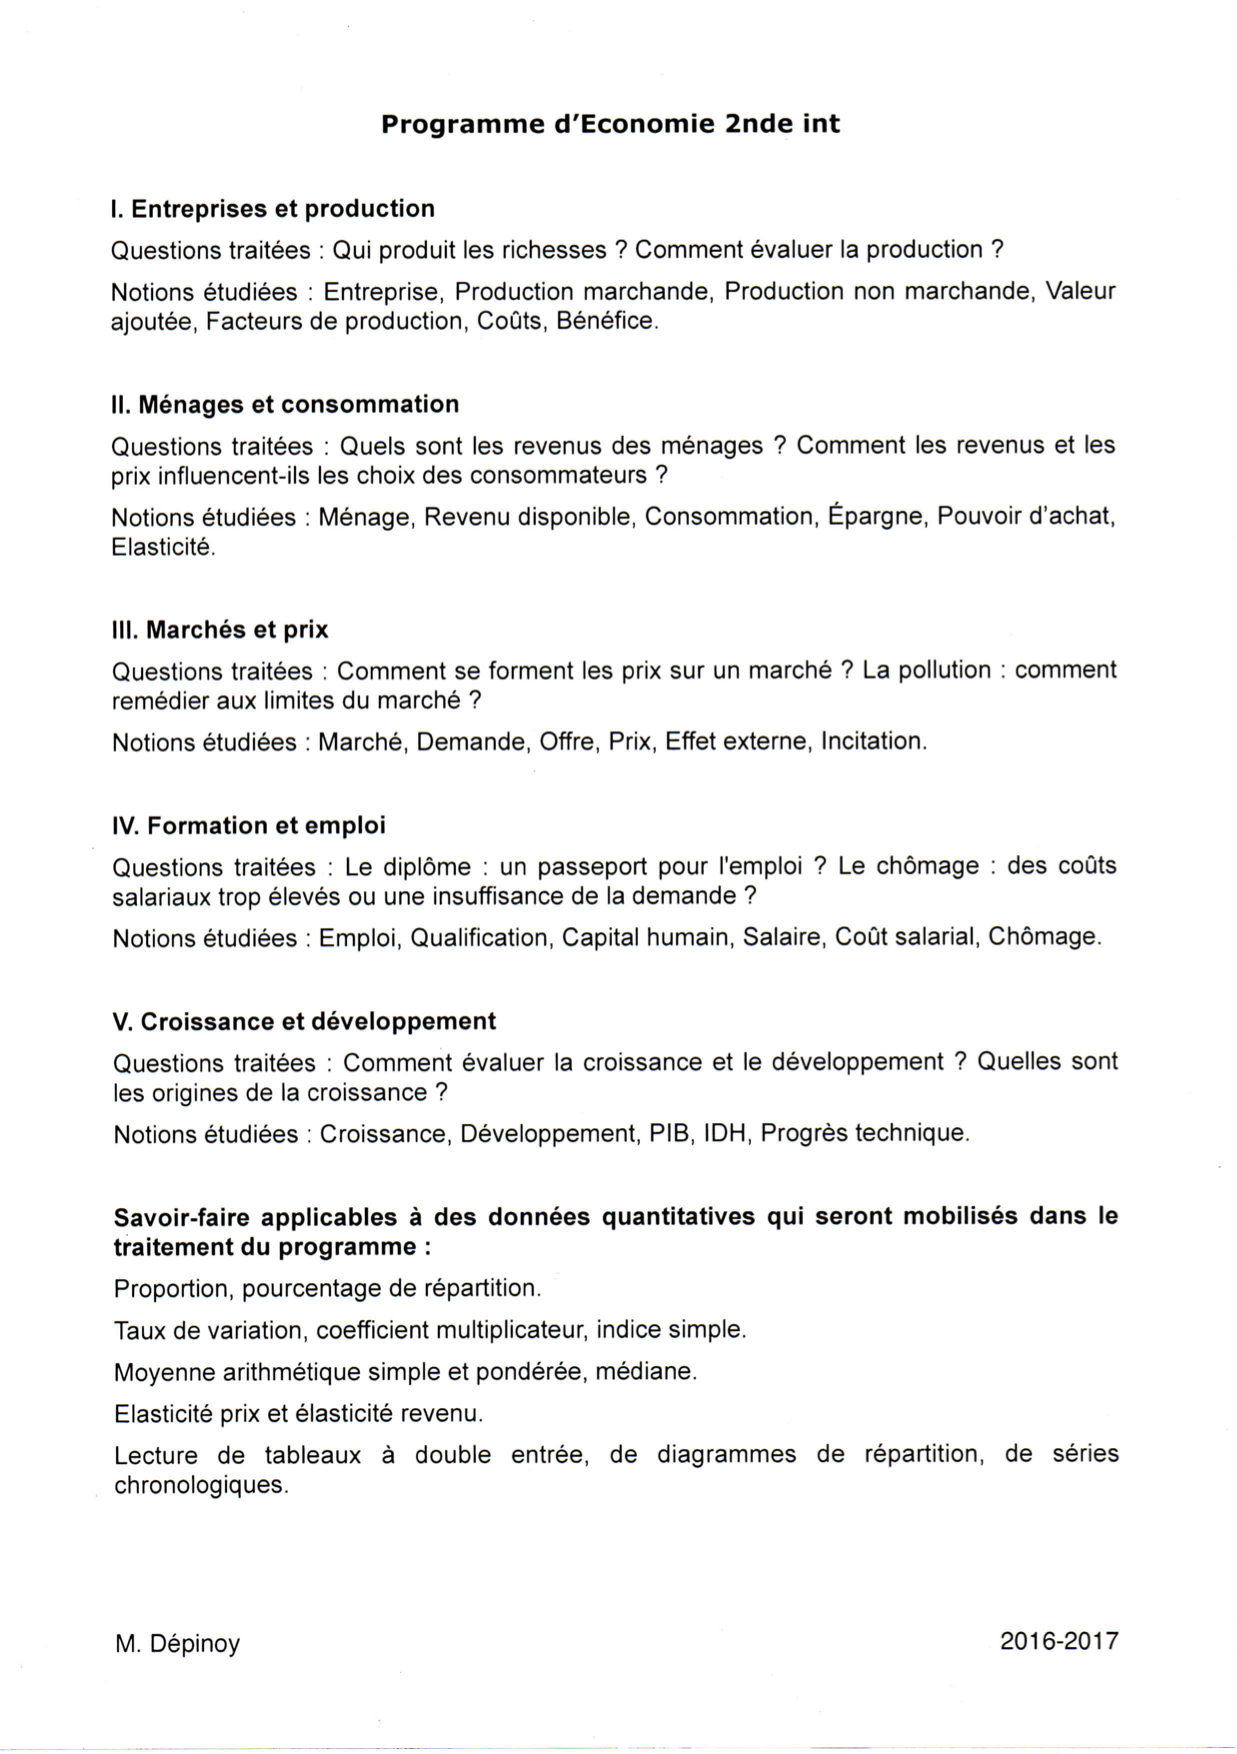 Programme d'Economie 2nde int
I. Entreprises et production
Questions traitées : Qui produit les richesses ? Comment évaluer la production ?
Notions étudiées : Entreprise, Production marchande, Production non marchande, Valeur
ajoutée, Facteurs de production, Coûts, Bénéfice.
II. Ménages et consommation
Questions traitées : Quels sont les revenus des ménages ? Comment les revenus et les
prix influencent-ils les choix des consommateurs ?
Notions étudiées : Ménage, Revenu disponible, Consommation, Épargne, Pouvoir d'achat,
Elasticité.
III. Marchés et prix
Questions traitées : Comment se forment les prix sur un marché ? La pollution : comment
remédier aux limites du marché ?
Notions étudiées : Marché, Demande, Offre, Prix, Effet externe, Incitation.
IV. Formation et emploi
Questions traitées : Le diplôme : un passeport pour l'emploi ? Le chômage : des coûts
salariaux trop élevés ou une insuffisance de la demande ?
Notions étudiées : Emploi, Qualification, Capital humain, Salaire, Coût salarial, Chômage.
V. Croissance et développement
Questions traitées : Comment évaluer la croissance et le développement ? Quelles sont
les origines de la croissance ?
Notions étudiées : Croissance, Développement, PIB, IDH, Progrès technique.
Savoir-faire applicables à des données quantitatives qui seront mobilisés dans le
traitement du programme :
Proportion, pourcentage de répartition.
Taux de variation, coefficient multiplicateur, indice simple.
Moyenne arithmétique simple et pondérée, médiane.
Elasticité prix et élasticité revenu.
Lecture de tableaux à double entrée, de diagrammes de répartition, de séries
chronologiques.
M. Dépinoy 2016-2017